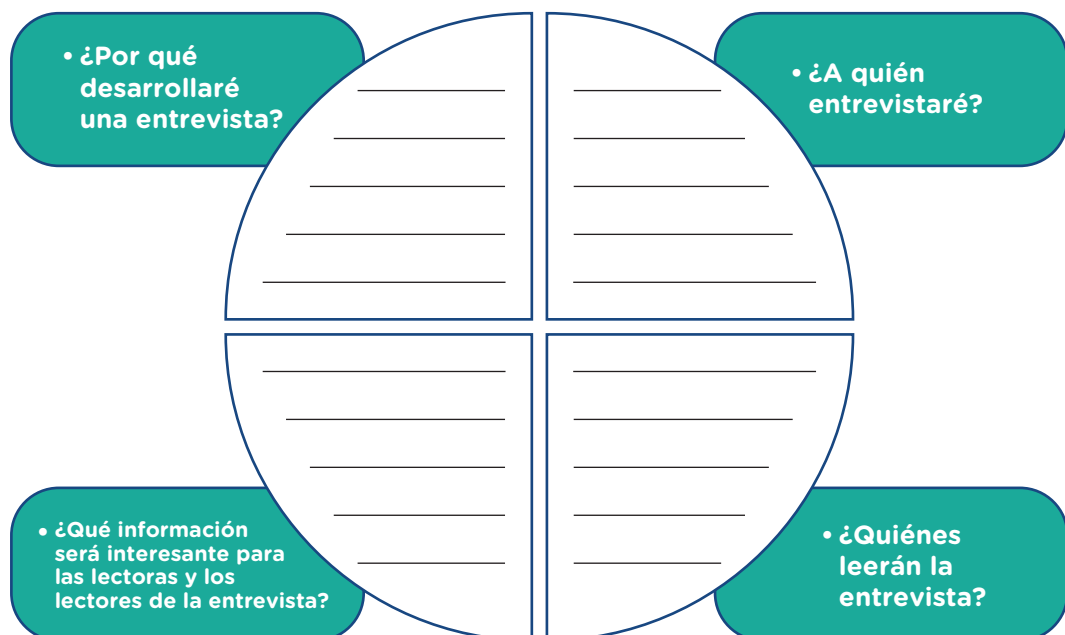 • ¿Por qué
desarrollaré
una entrevista?
• ¿A quién
entrevistaré?
• ¿Qué información
será interesante para
las lectoras y los
lectores de la entrevista?
• ¿Quiénes
leerán la
entrevista?